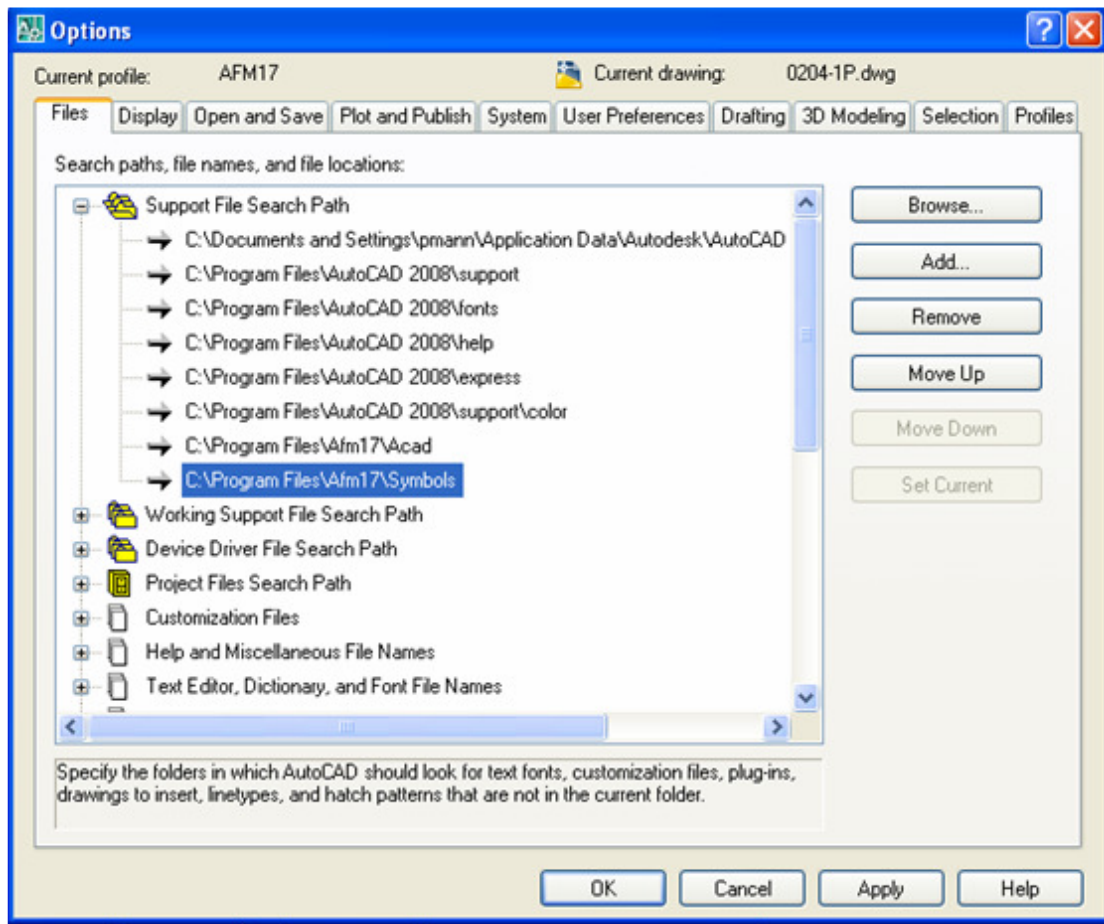 Options
Current profile: AFM17 Current drawing: 0204-1P.dwg
Files Display Open and Save Plot and Publish System User Preferences Drafting 3D Modeling Selection Profiles
Search paths, file names, and file locations:
Support File Search Path
C:\Documents and Settings\pmann\Application Data\Autodesk\AutoCAD
C:\Program Files\AutoCAD 2008\support
C:\Program Files\AutoCAD 2008\fonts
C:\Program Files\AutoCAD 2008\help
C:\Program Files\AutoCAD 2008\express
C:\Program Files\AutoCAD 2008\support\color
C:\Program Files\Afm17\Acad
C:\Program Files\Afm17\Symbols
Working Support File Search Path
Device Driver File Search Path
Project Files Search Path
Customization Files
Help and Miscellaneous File Names
Text Editor, Dictionary, and Font File Names
Browse...
Add...
Remove
Move Up
Move Down
Set Current
Specify the folders in which AutoCAD should look for text fonts, customization files, plug-ins,
drawings to insert, linetypes, and hatch patterns that are not in the current folder.
OK Cancel Apply Help